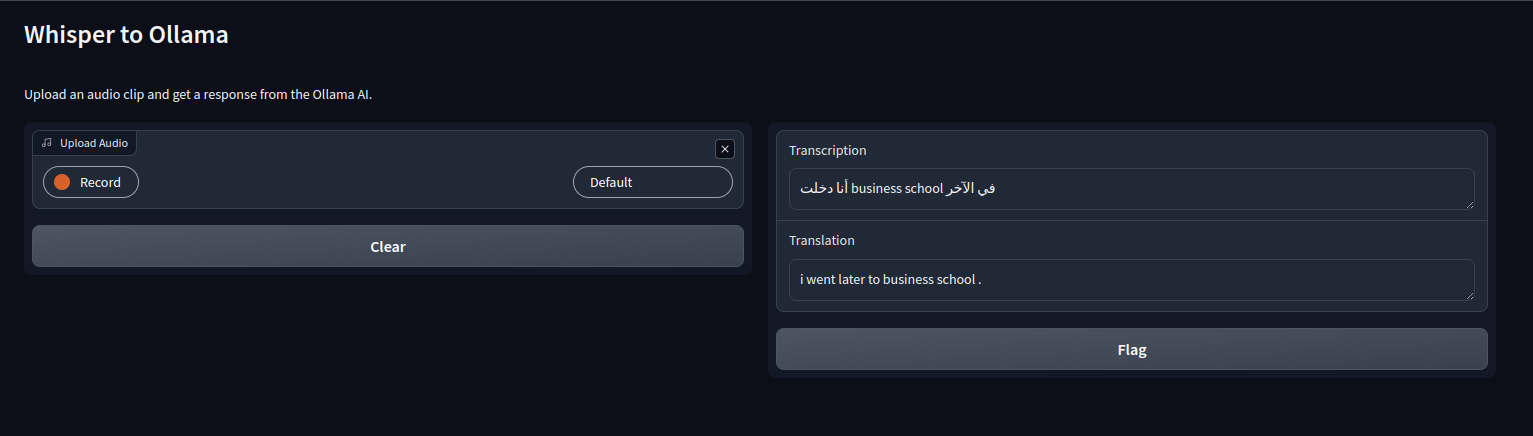 Whisper to Ollama
Upload an audio clip and get a response from the Ollama AI.
Upload Audio
Record
Default
Clear
Transcription
أنا دخلت business school في الآخر
Translation
i went later to business school .
Flag